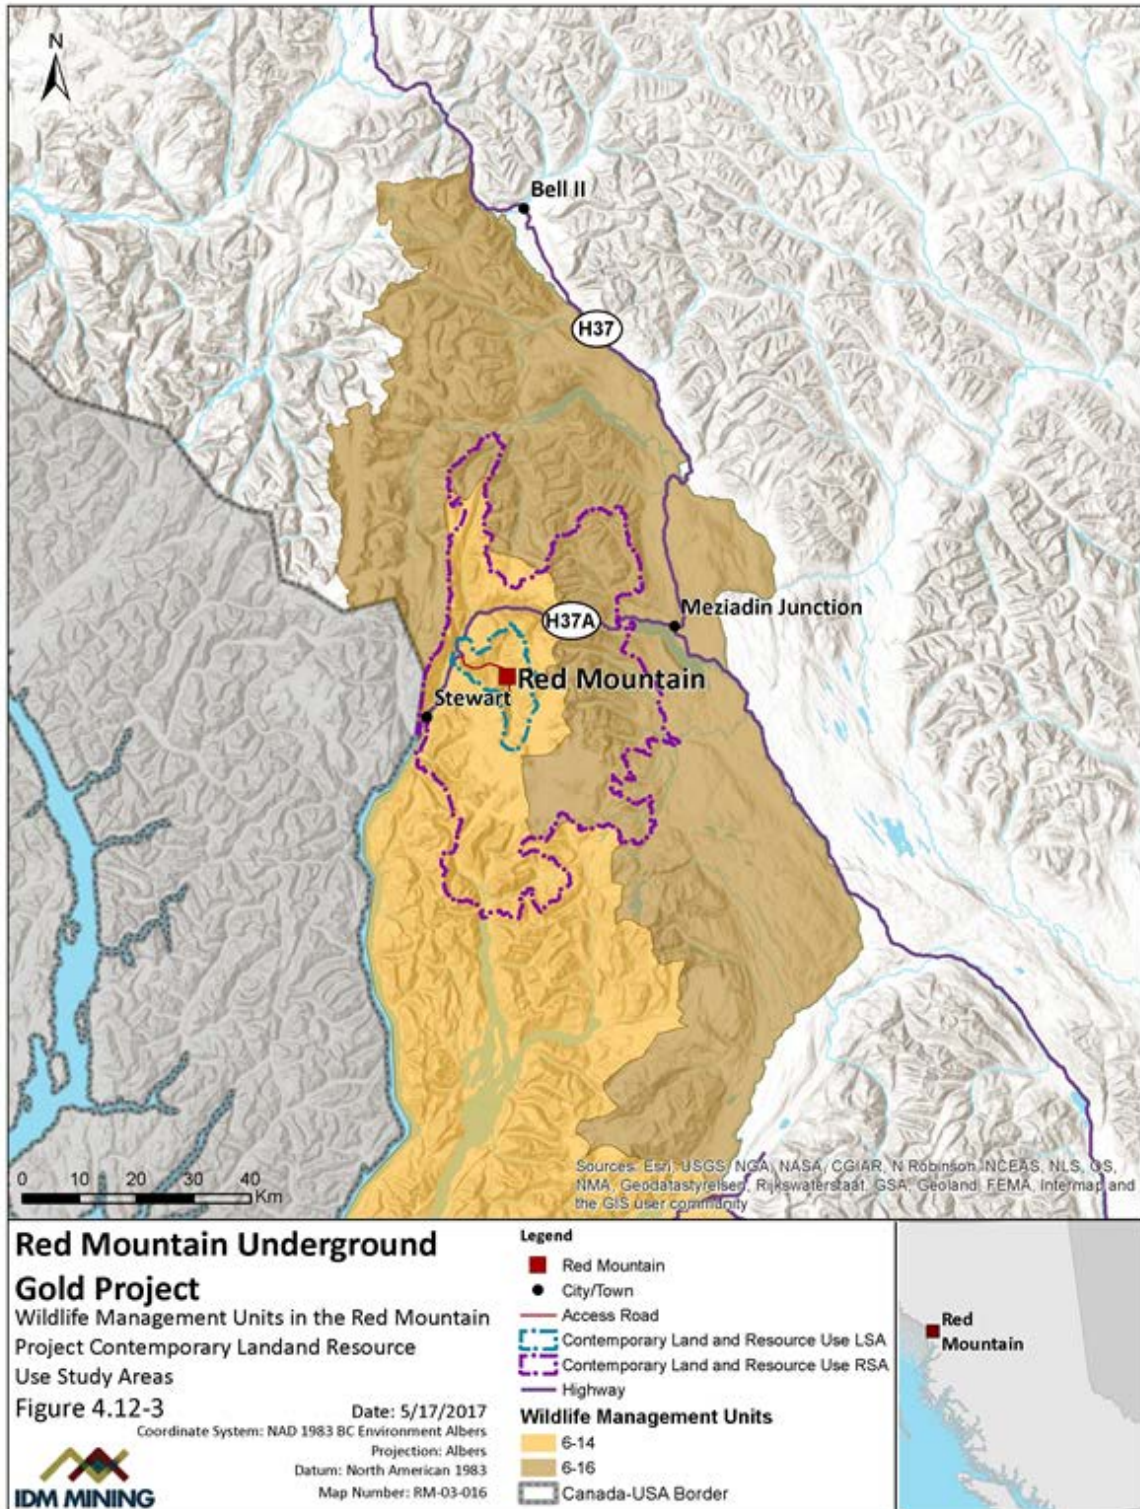 N
Bell II
H37
H37A
Meziadin Junction
Red Mountain
Stewart
0 10 20 30 40
Km
Sources: Esri, USGS, NGA, NASA, CGIAR, N Robinson, NCEAS, NLS, OS,
NMA, Geodatastyrelsen, Rijkswaterstaat, GSA, Geoland, FEMA, Intermap and
the GIS user community
Red Mountain Underground
Gold Project
Wildlife Management Units in the Red Mountain
Project Contemporary Landand Resource
Use Study Areas
Figure 4.12-3
Date: 5/17/2017
Coordinate System: NAD 1983 BC Environment Albers
Projection: Albers
Datum: North American 1983
Map Number: RM-03-016
IDM MINING
Legend
Red Mountain
City/Town
Access Road
Contemporary Land and Resource Use LSA
Contemporary Land and Resource Use RSA
Highway
Wildlife Management Units
6-14
6-16
Canada-USA Border
Red
Mountain